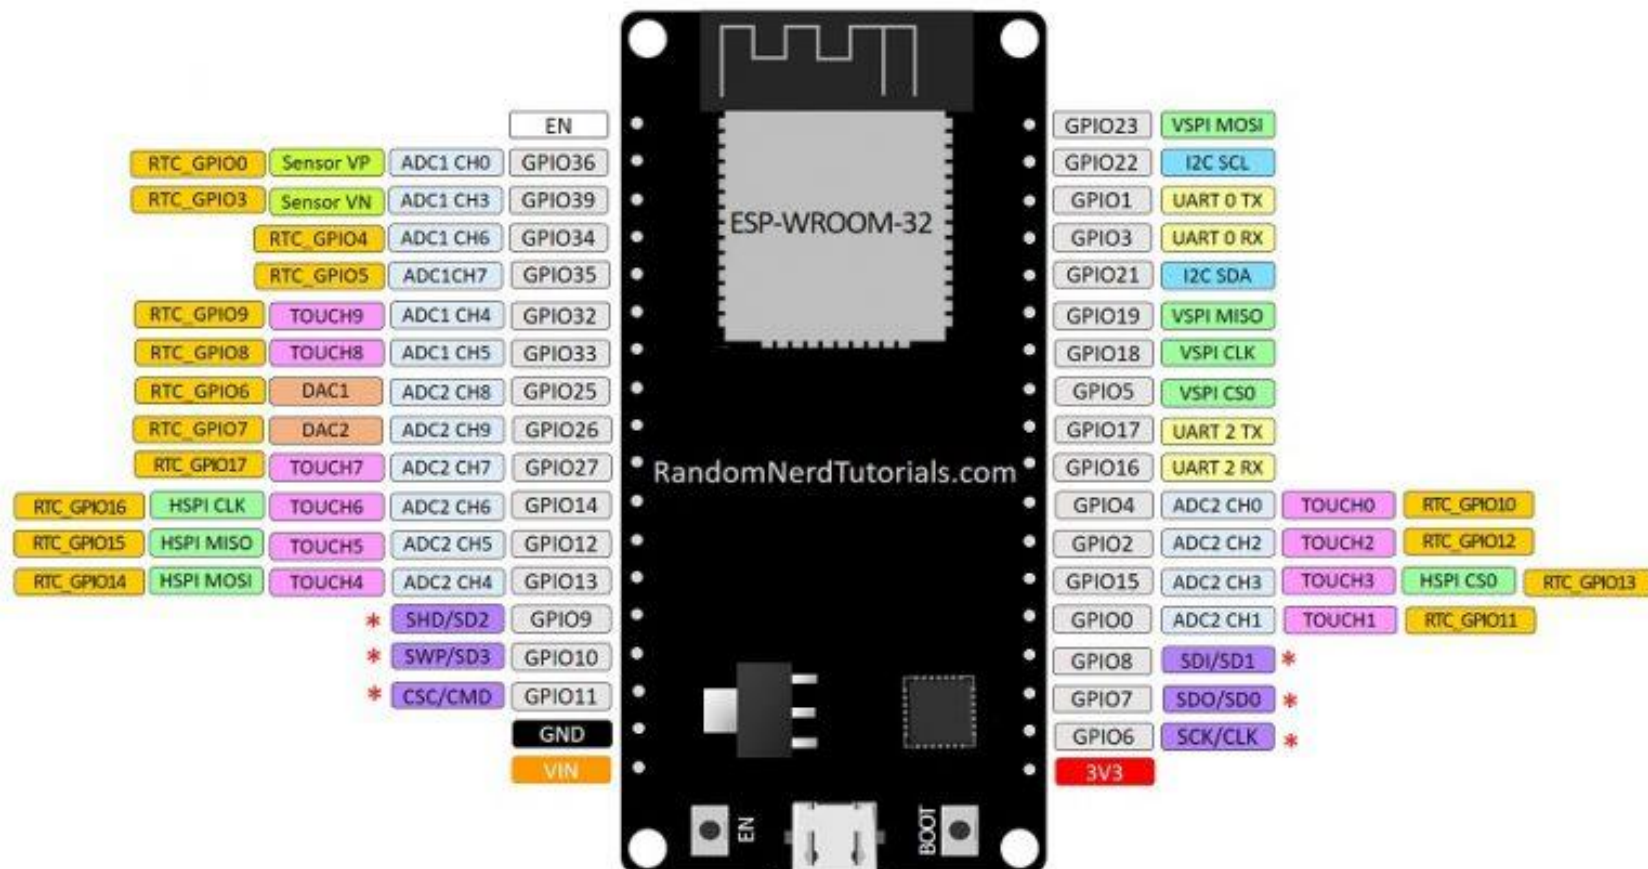 EN
GPIO23 VSPI MOSI
RTC_GPIO0 Sensor VP ADC1 CH0 GPIO36
GPIO22 I2C SCL
RTC_GPIO3 Sensor VN ADC1 CH3 GPIO39
GPIO1 UART 0 TX
ESP-WROOM-32
RTC_GPIO4 ADC1 CH6 GPIO34
GPIO3 UART 0 RX
RTC_GPIO5 ADC1CH7 GPIO35
GPIO21 I2C SDA
RTC_GPIO9 TOUCH9 ADC1 CH4 GPIO32
GPIO19 VSPI MISO
RTC_GPIO8 TOUCH8 ADC1 CH5 GPIO33
GPIO18 VSPI CLK
RTC_GPIO6 DAC1 ADC2 CH8 GPIO25
GPIO5 VSPI CS0
RTC_GPIO7 DAC2 ADC2 CH9 GPIO26
GPIO17 UART 2 TX
RTC_GPIO17 TOUCH7 ADC2 CH7 GPIO27
RandomNerdTutorials.com
GPIO16 UART 2 RX
RTC_GPIO16 HSPI CLK TOUCH6 ADC2 CH6 GPIO14
GPIO4 ADC2 CH0 TOUCH0 RTC_GPIO10
RTC_GPIO15 HSPI MISO TOUCH5 ADC2 CH5 GPIO12
GPIO2 ADC2 CH2 TOUCH2 RTC_GPIO12
RTC_GPIO14 HSPI MOSI TOUCH4 ADC2 CH4 GPIO13
GPIO15 ADC2 CH3 TOUCH3 HSPI CS0 RTC_GPIO13
* SHD/SD2 GPIO9
GPIO0 ADC2 CH1 TOUCH1 RTC_GPIO11
* SWP/SD3 GPIO10
GPIO8 SDI/SD1 *
* CSC/CMD GPIO11
GPIO7 SDO/SD0 *
GND
GPIO6 SCK/CLK *
VIN
3V3
EN
BOOT